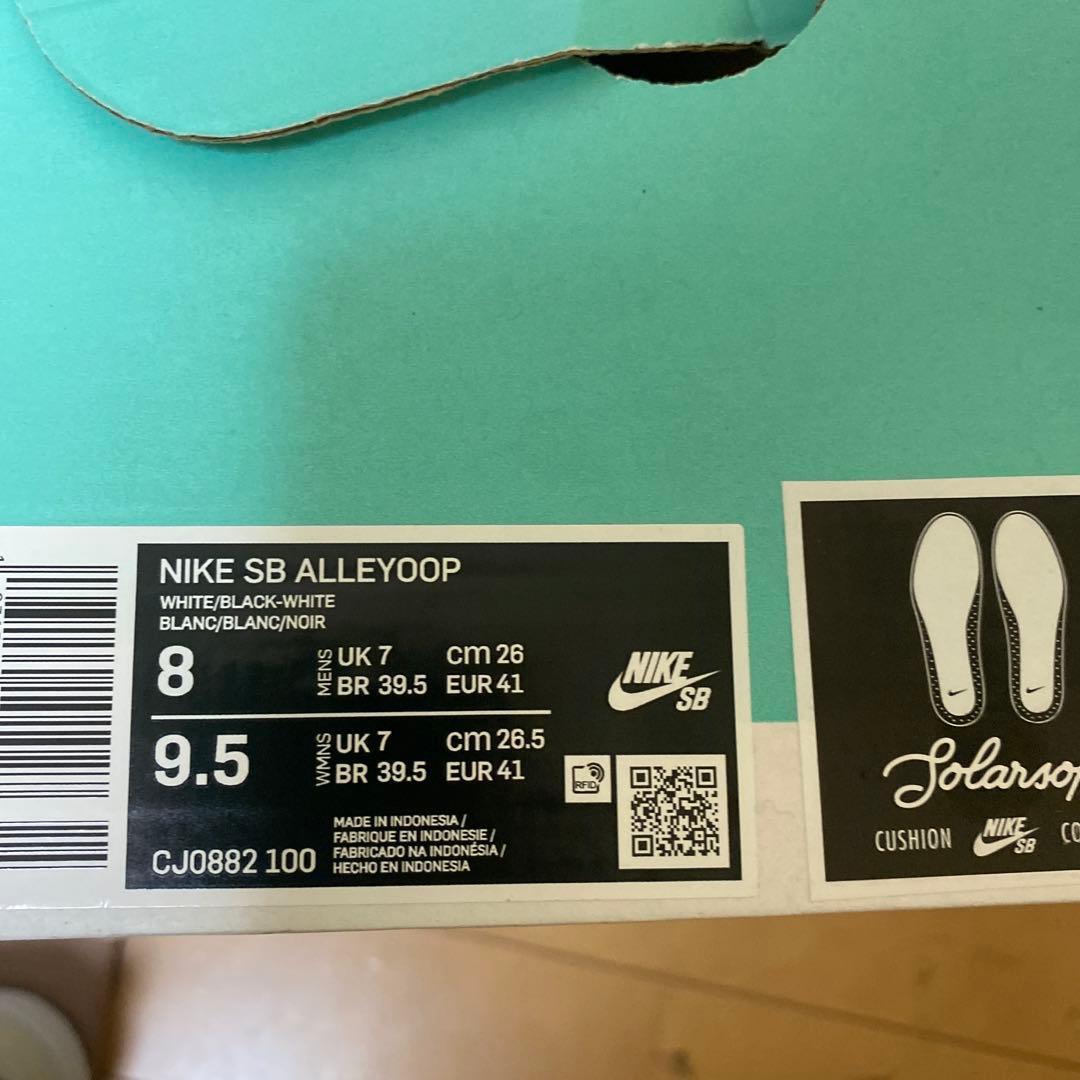 NIKE SB ALLEYOOP
WHITE/BLACK-WHITE
BLANC/BLANC/NOIR
8 MENS UK 7 cm 26
BR 39.5 EUR 41
9.5 WMNS UK 7 cm 26.5
BR 39.5 EUR 41
MADE IN INDONESIA /
FABRIQUE EN INDONESIE /
FABRICADO NA INDONÉSIA /
HECHO EN INDONESIA
CJ0882 100
NIKE
SB
RFID
CUSHION
NIKE
SB